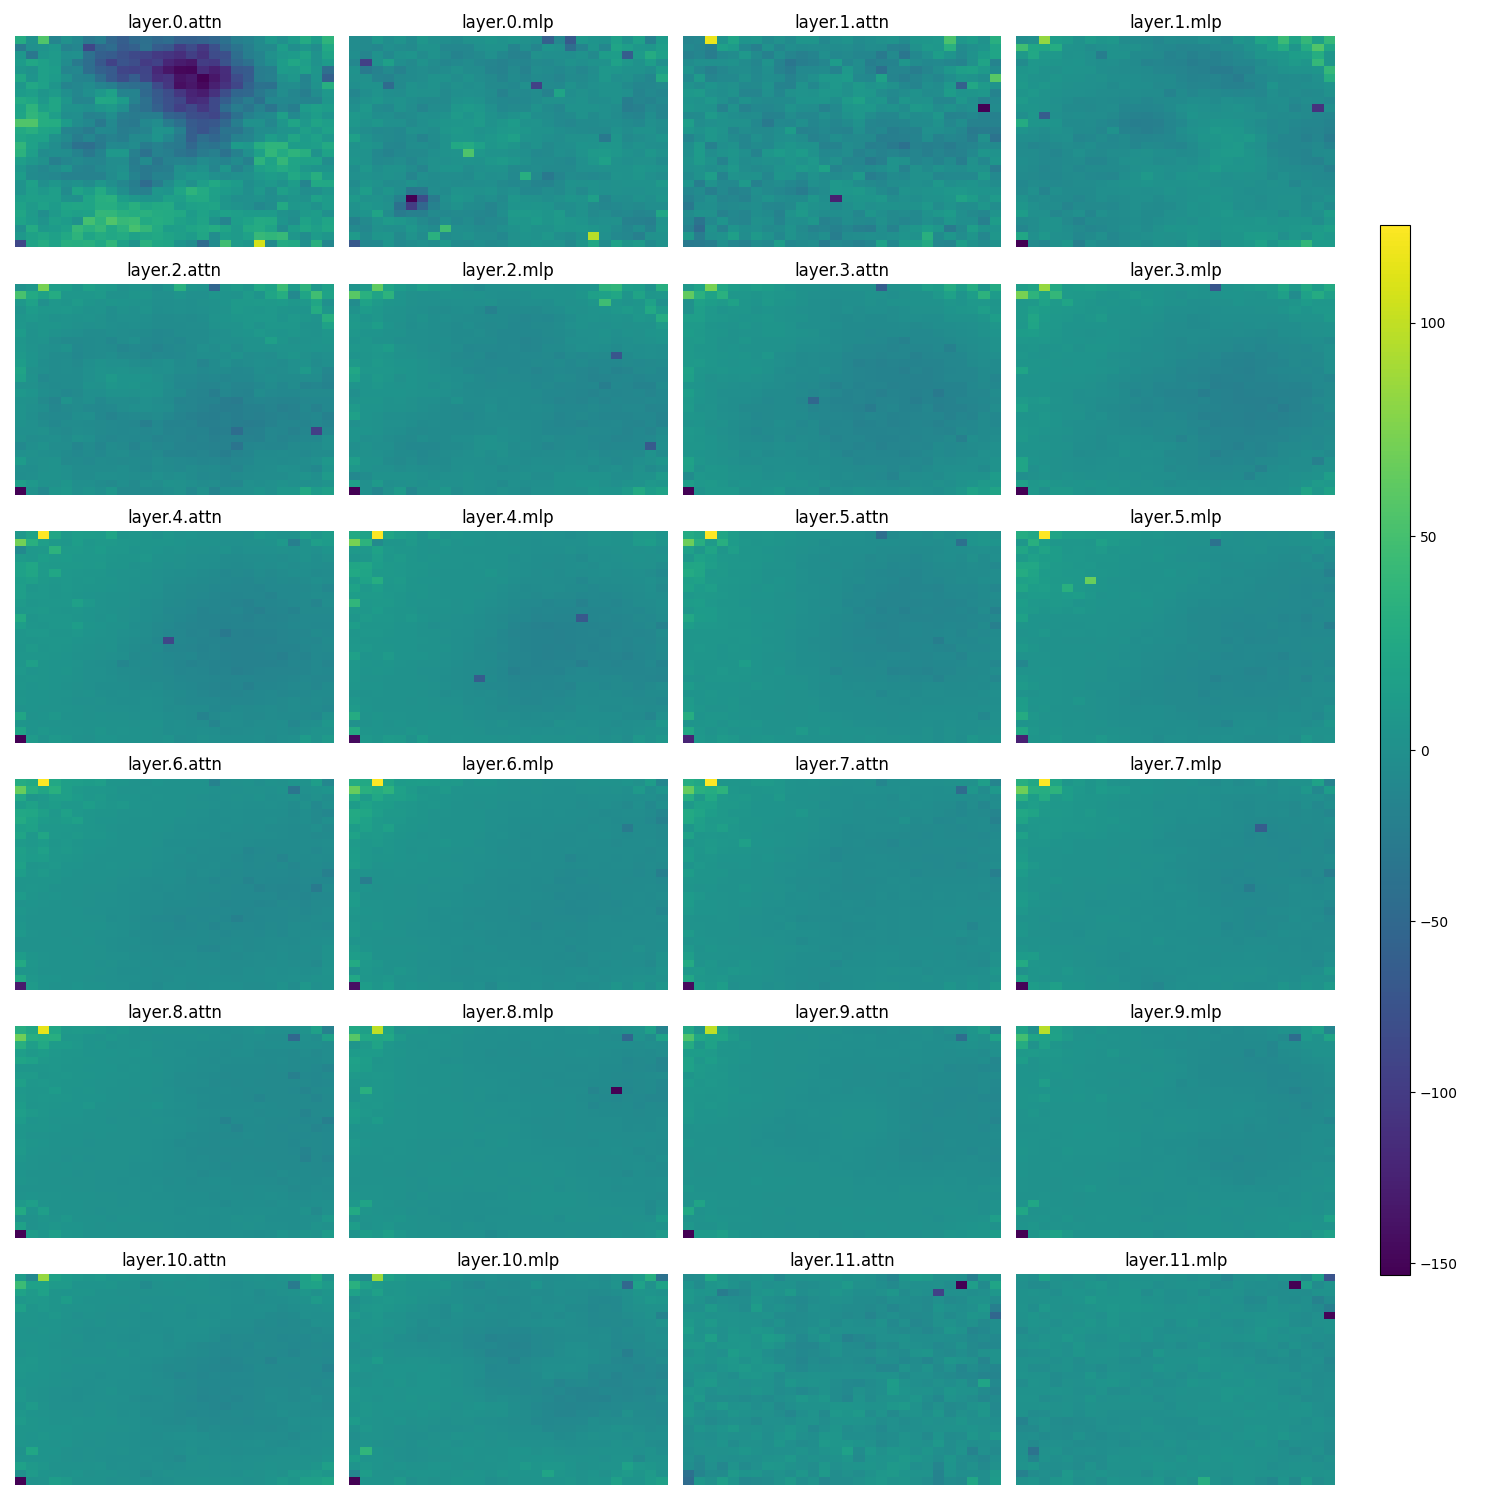 layer.0.attn layer.0.mlp layer.1.attn layer.1.mlp
layer.2.attn layer.2.mlp layer.3.attn layer.3.mlp
layer.4.attn layer.4.mlp layer.5.attn layer.5.mlp
layer.6.attn layer.6.mlp layer.7.attn layer.7.mlp
layer.8.attn layer.8.mlp layer.9.attn layer.9.mlp
layer.10.attn layer.10.mlp layer.11.attn layer.11.mlp
100
50
0
−50
−100
−150